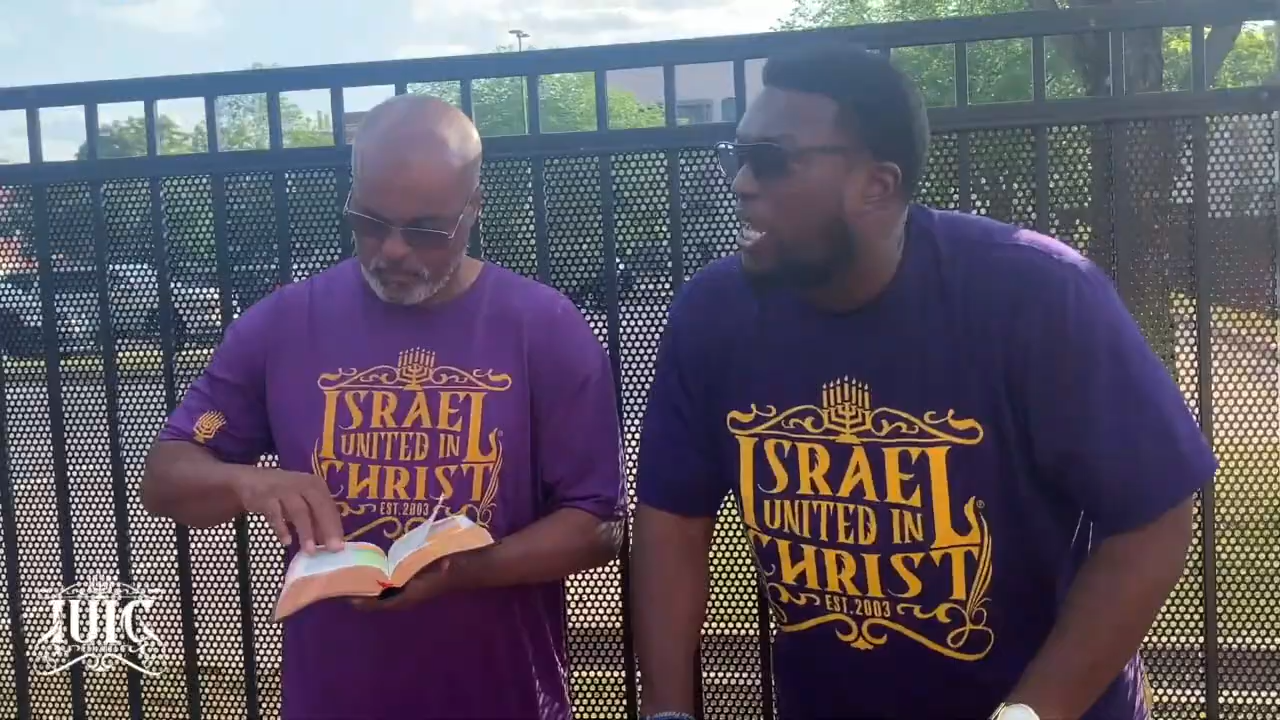 ISRAEL
UNITED IN
CHRIST
EST.2003
ISRAEL
UNITED IN
CHRIST
EST.2003
®
IUIC